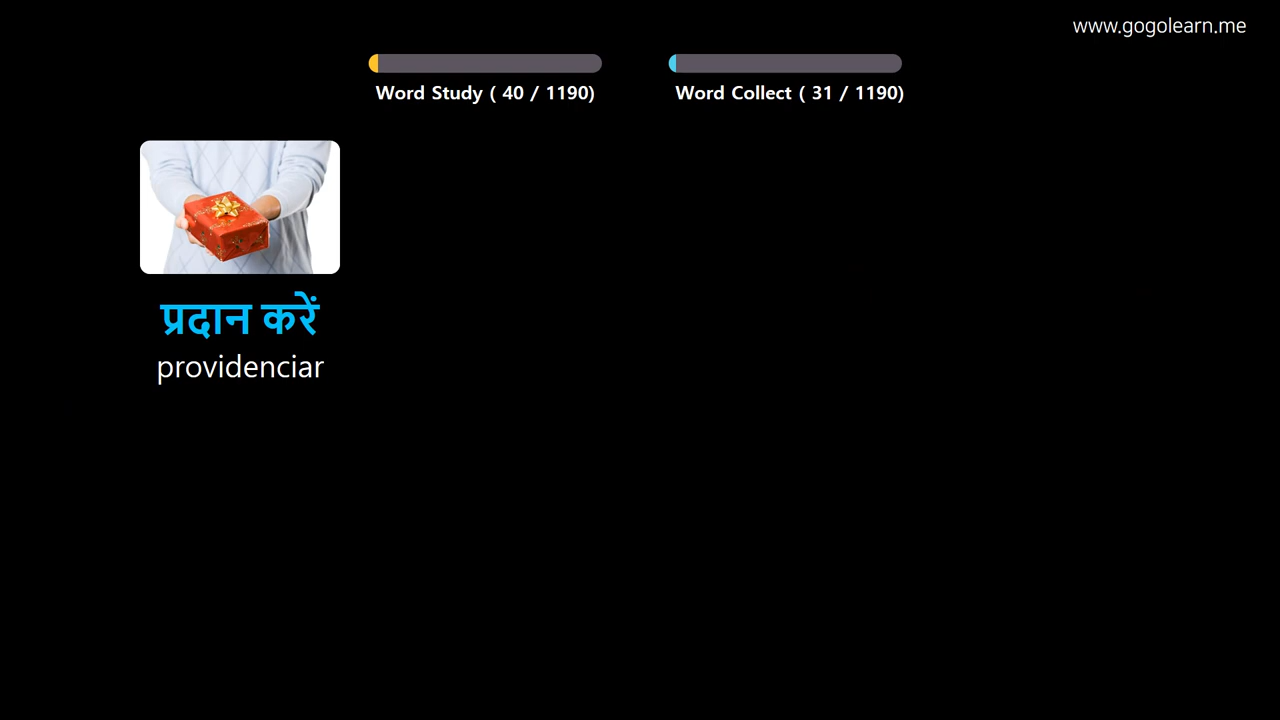 www.gogolearn.me
Word Study ( 40 / 1190)
Word Collect ( 31 / 1190)
प्रदान करें
providenciar